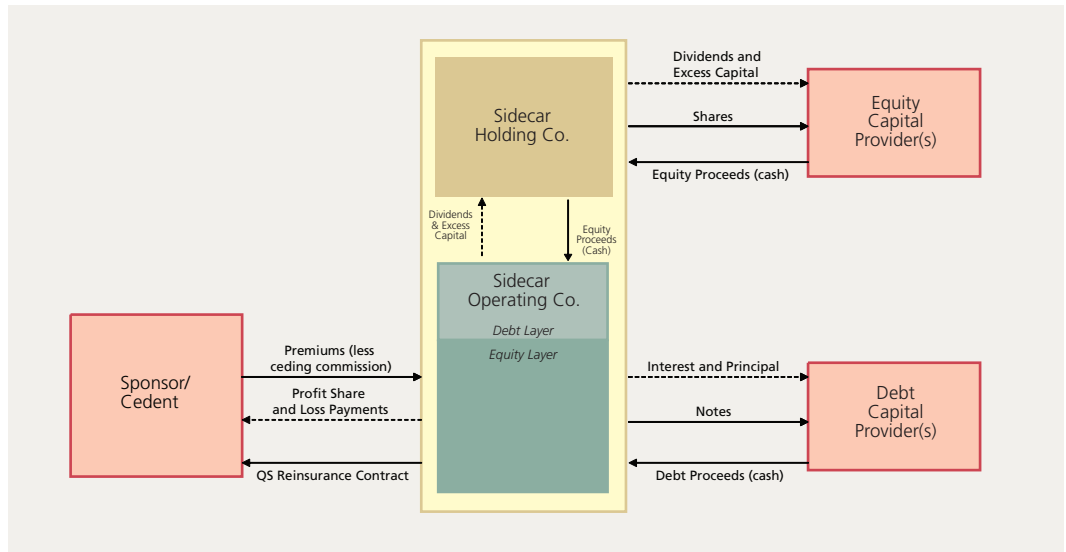 Dividends and
Excess Capital
Shares
Equity Proceeds (cash)
Equity
Capital
Provider(s)
Sidecar
Holding Co.
Dividends
& Excess
Capital
Equity
Proceeds
(Cash)
Sidecar
Operating Co.
Debt Layer
Equity Layer
Sponsor/
Cedent
Premiums (less
ceding commission)
Profit Share
and Loss Payments
QS Reinsurance Contract
Interest and Principal
Notes
Debt Proceeds (cash)
Debt
Capital
Provider(s)